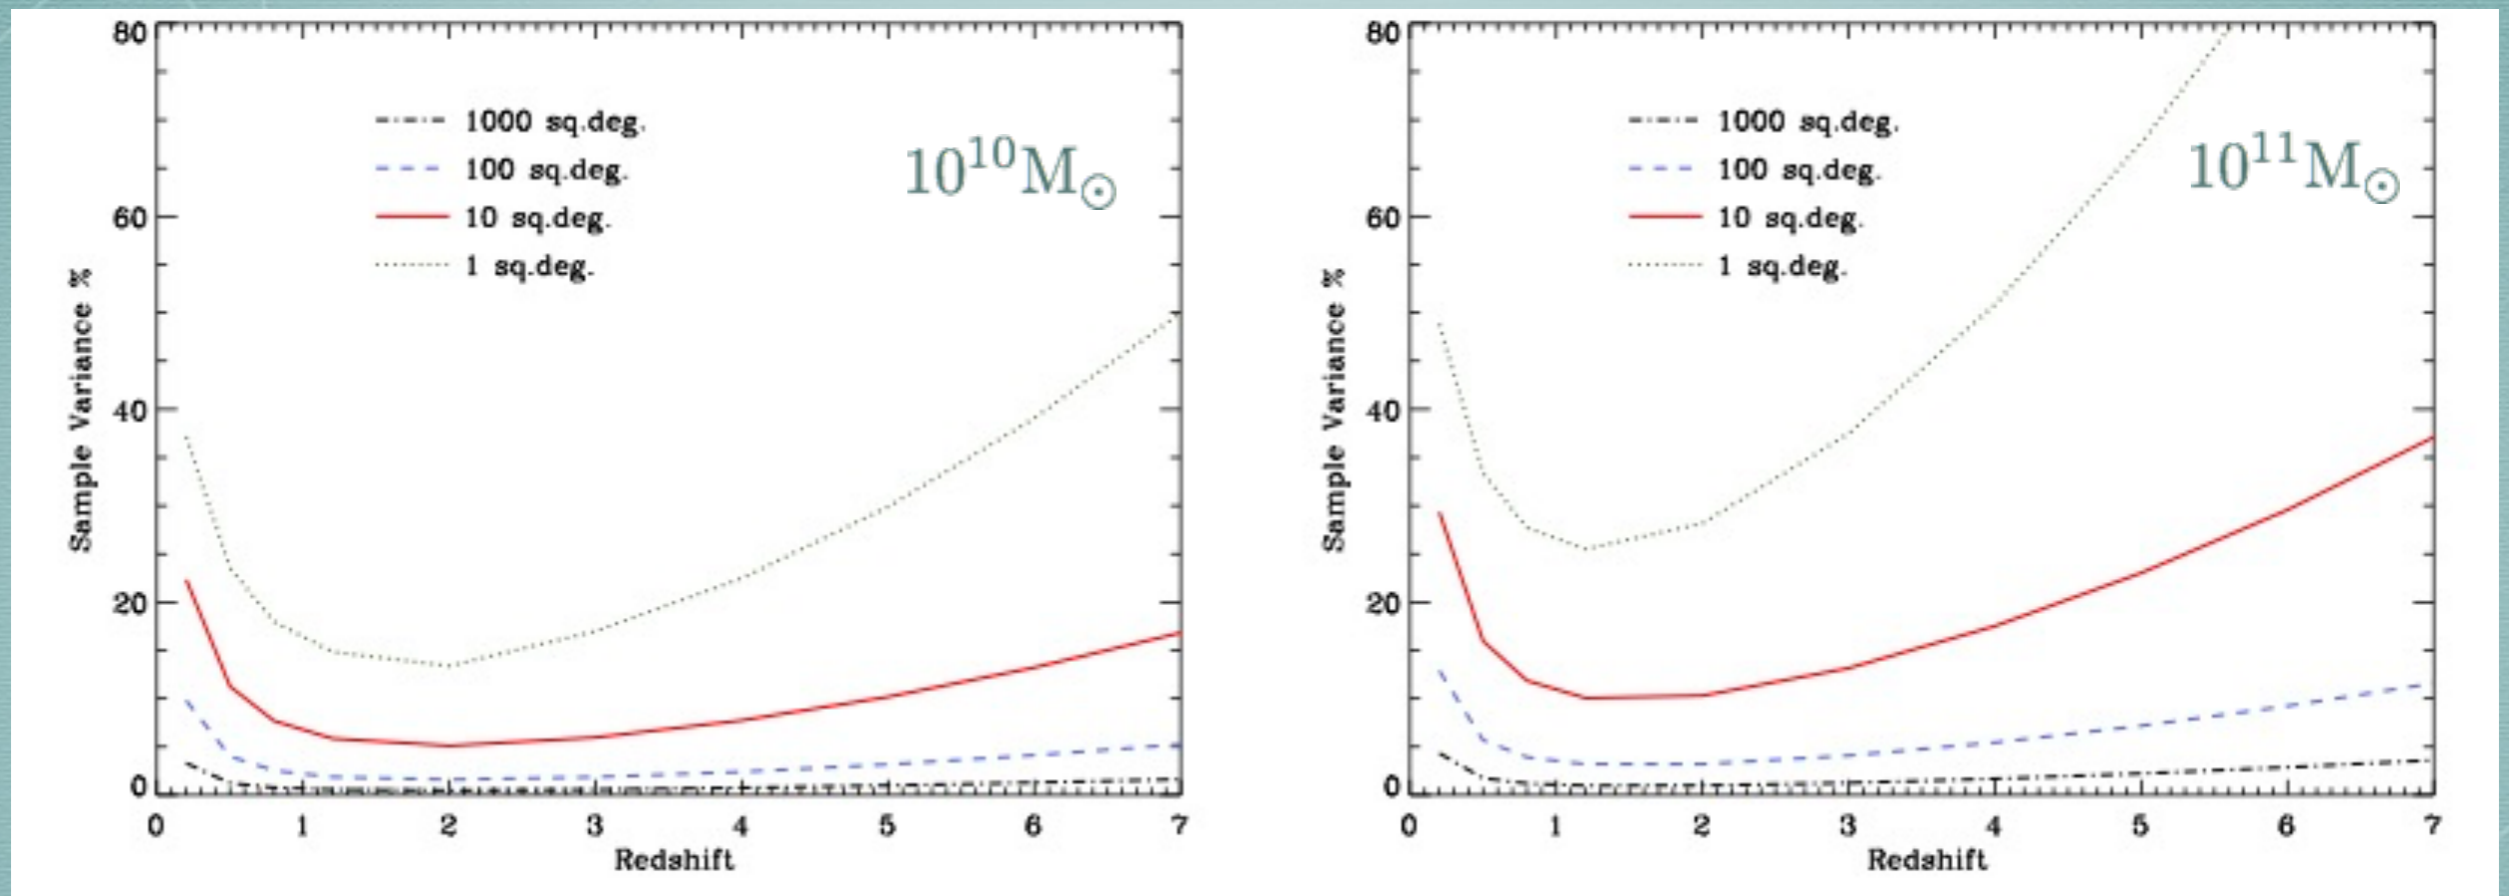 80
60
40
20
0
Sample Variance %
1000 sq.deg.
100 sq.deg.
10 sq.deg.
1 sq.deg.
10¹⁰M☉
0 1 2 3 4 5 6 7
Redshift
80
60
40
20
0
Sample Variance %
1000 sq.deg.
100 sq.deg.
10 sq.deg.
1 sq.deg.
10¹¹M☉
0 1 2 3 4 5 6 7
Redshift